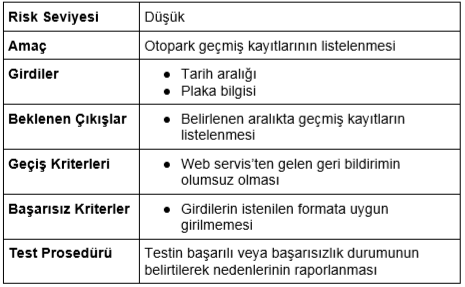 Risk Seviyesi Düşük
Amaç Otopark geçmiş kayıtlarının listelenmesi
Girdiler ● Tarih aralığı
● Plaka bilgisi
Beklenen Çıkışlar ● Belirlenen aralıkta geçmiş kayıtların
listelenmesi
Geçiş Kriterleri ● Web servis'ten gelen geri bildirimin
olumsuz olması
Başarısız Kriterler ● Girdilerin istenilen formata uygun
girilmemesi
Test Prosedürü Testin başarılı veya başarısızlık durumunun
belirtilerek nedenlerinin raporlanması